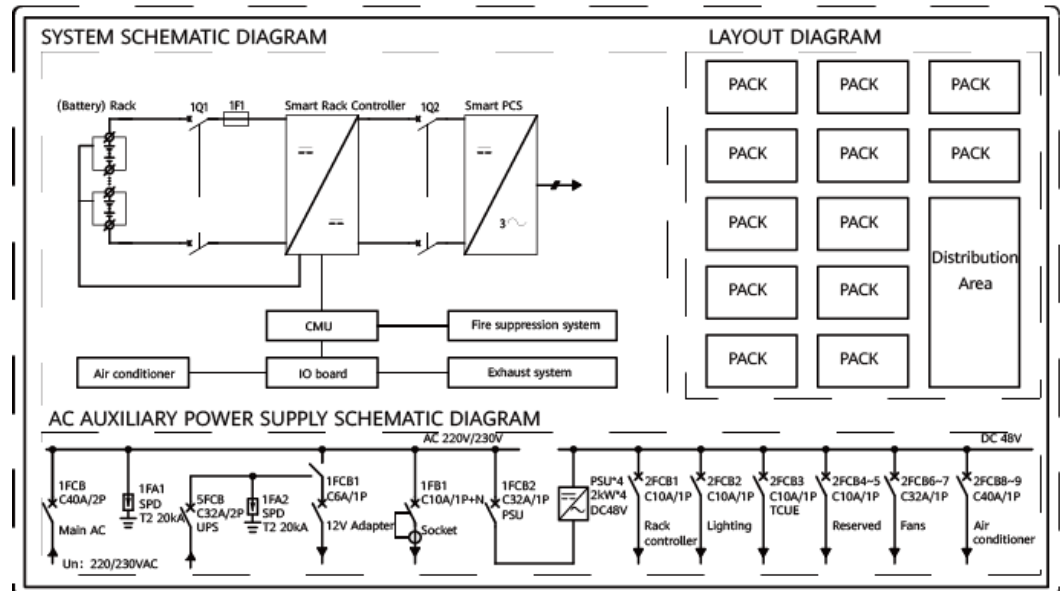 SYSTEM SCHEMATIC DIAGRAM
(Battery) Rack
1Q1
1F1
Smart Rack Controller
1Q2
Smart PCS
3
CMU
Fire suppression system
Air conditioner
IO board
Exhaust system
LAYOUT DIAGRAM
PACK
PACK
PACK
PACK
PACK
PACK
PACK
PACK
Distribution
Area
PACK
PACK
PACK
PACK
AC AUXILIARY POWER SUPPLY SCHEMATIC DIAGRAM
AC 220V/230V
DC 48V
1FCB
C40A/2P
Main AC
Un: 220/230VAC
1FA1
SPD
T2 20kA
5FCB
C32A/2P
UPS
1FA2
SPD
T2 20kA
1FCB1
C6A/1P
12V Adapter
1FB1
C10A/1P+N
Socket
1FCB2
C32A/1P
PSU
PSU*4
2kW*4
DC48V
2FCB1
C10A/1P
Rack
controller
2FCB2
C10A/1P
Lighting
2FCB3
C10A/1P
TCUE
2FCB4~5
C10A/1P
Reserved
2FCB6~7
C32A/1P
Fans
2FCB8~9
C40A/1P
Air
conditioner